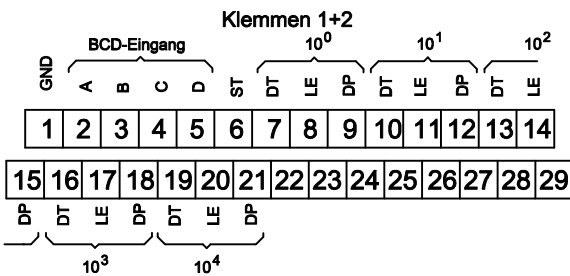 Klemmen 1+2
BCD-Eingang 10⁰ 10¹ 10²
GND A B C D ST DT LE DP DT LE DP DT LE
1 2 3 4 5 6 7 8 9 10 11 12 13 14
15 16 17 18 19 20 21 22 23 24 25 26 27 28 29
DP DT LE DP DT LE DP
10³ 10⁴